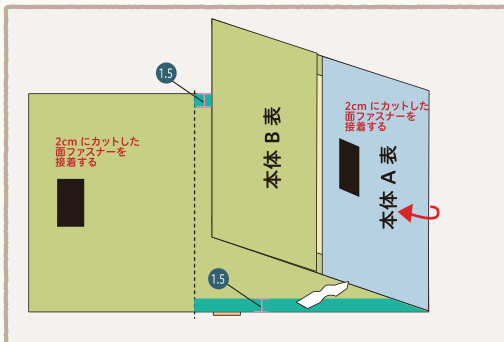 1.5
2cm にカットした
面ファスナーを
接着する
本体 B 表
2cm にカットした
面ファスナーを
接着する
本体 A 表
1.5